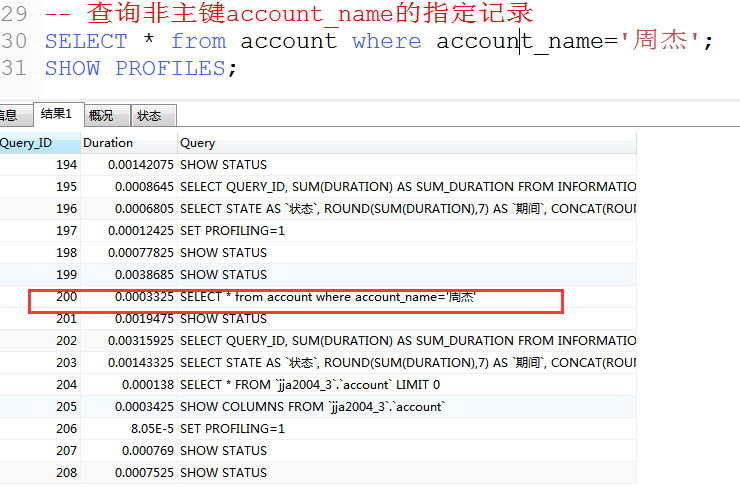 29 -- 查询非主键account_name的指定记录
30 SELECT * from account where account_name='周杰';
31 SHOW PROFILES;
信息 结果1 概况 状态
Query_ID Duration Query
194 0.00142075 SHOW STATUS
195 0.0008645 SELECT QUERY_ID, SUM(DURATION) AS SUM_DURATION FROM INFORMATIO
196 0.0006805 SELECT STATE AS `状态`, ROUND(SUM(DURATION),7) AS `期间`, CONCAT(ROUN
197 0.00012425 SET PROFILING=1
198 0.00077825 SHOW STATUS
199 0.0038685 SHOW STATUS
200 0.0003325 SELECT * from account where account_name='周杰'
201 0.0019475 SHOW STATUS
202 0.00315925 SELECT QUERY_ID, SUM(DURATION) AS SUM_DURATION FROM INFORMATIO
203 0.00143325 SELECT STATE AS `状态`, ROUND(SUM(DURATION),7) AS `期间`, CONCAT(ROUN
204 0.000138 SELECT * FROM `jja2004_3`.`account` LIMIT 0
205 0.0003425 SHOW COLUMNS FROM `jja2004_3`.`account`
206 8.05E-5 SET PROFILING=1
207 0.000769 SHOW STATUS
208 0.0007525 SHOW STATUS